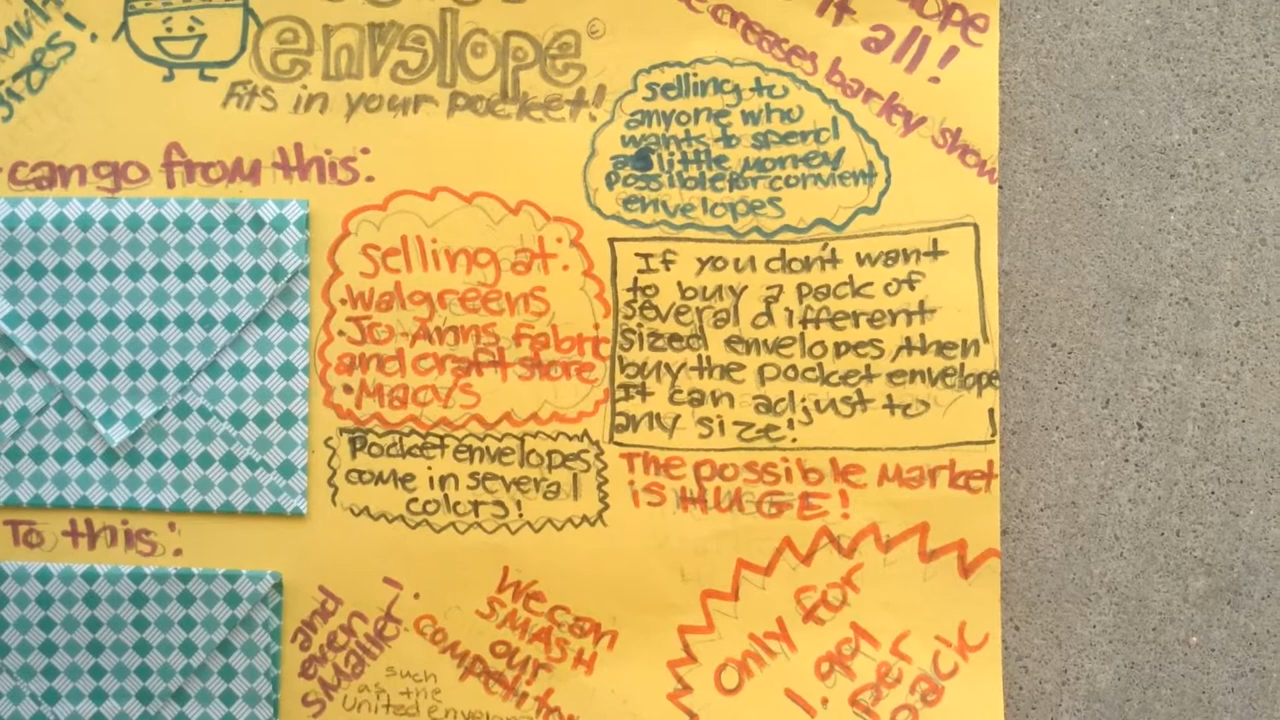 sizes!
envelope ©
fits in your pocket!
it all!
creases barley show
can go from this:
selling to
anyone who
wants to spend
as little money
possible for convient
envelopes
selling at:
•Walgreens
•Jo-Anns Fabric
and craft store
•Macy's
If you don't want
to buy a pack of
several different
sized envelopes, then
buy the pocket envelope
It can adjust to
any size!
Pocket envelopes
come in several
colors!
The possible Market
is HUGE!
To this:
and
even
smaller!
We can
SMASH
our
competitor
such
as the
United envelope
Only for
1.99!
per
pack